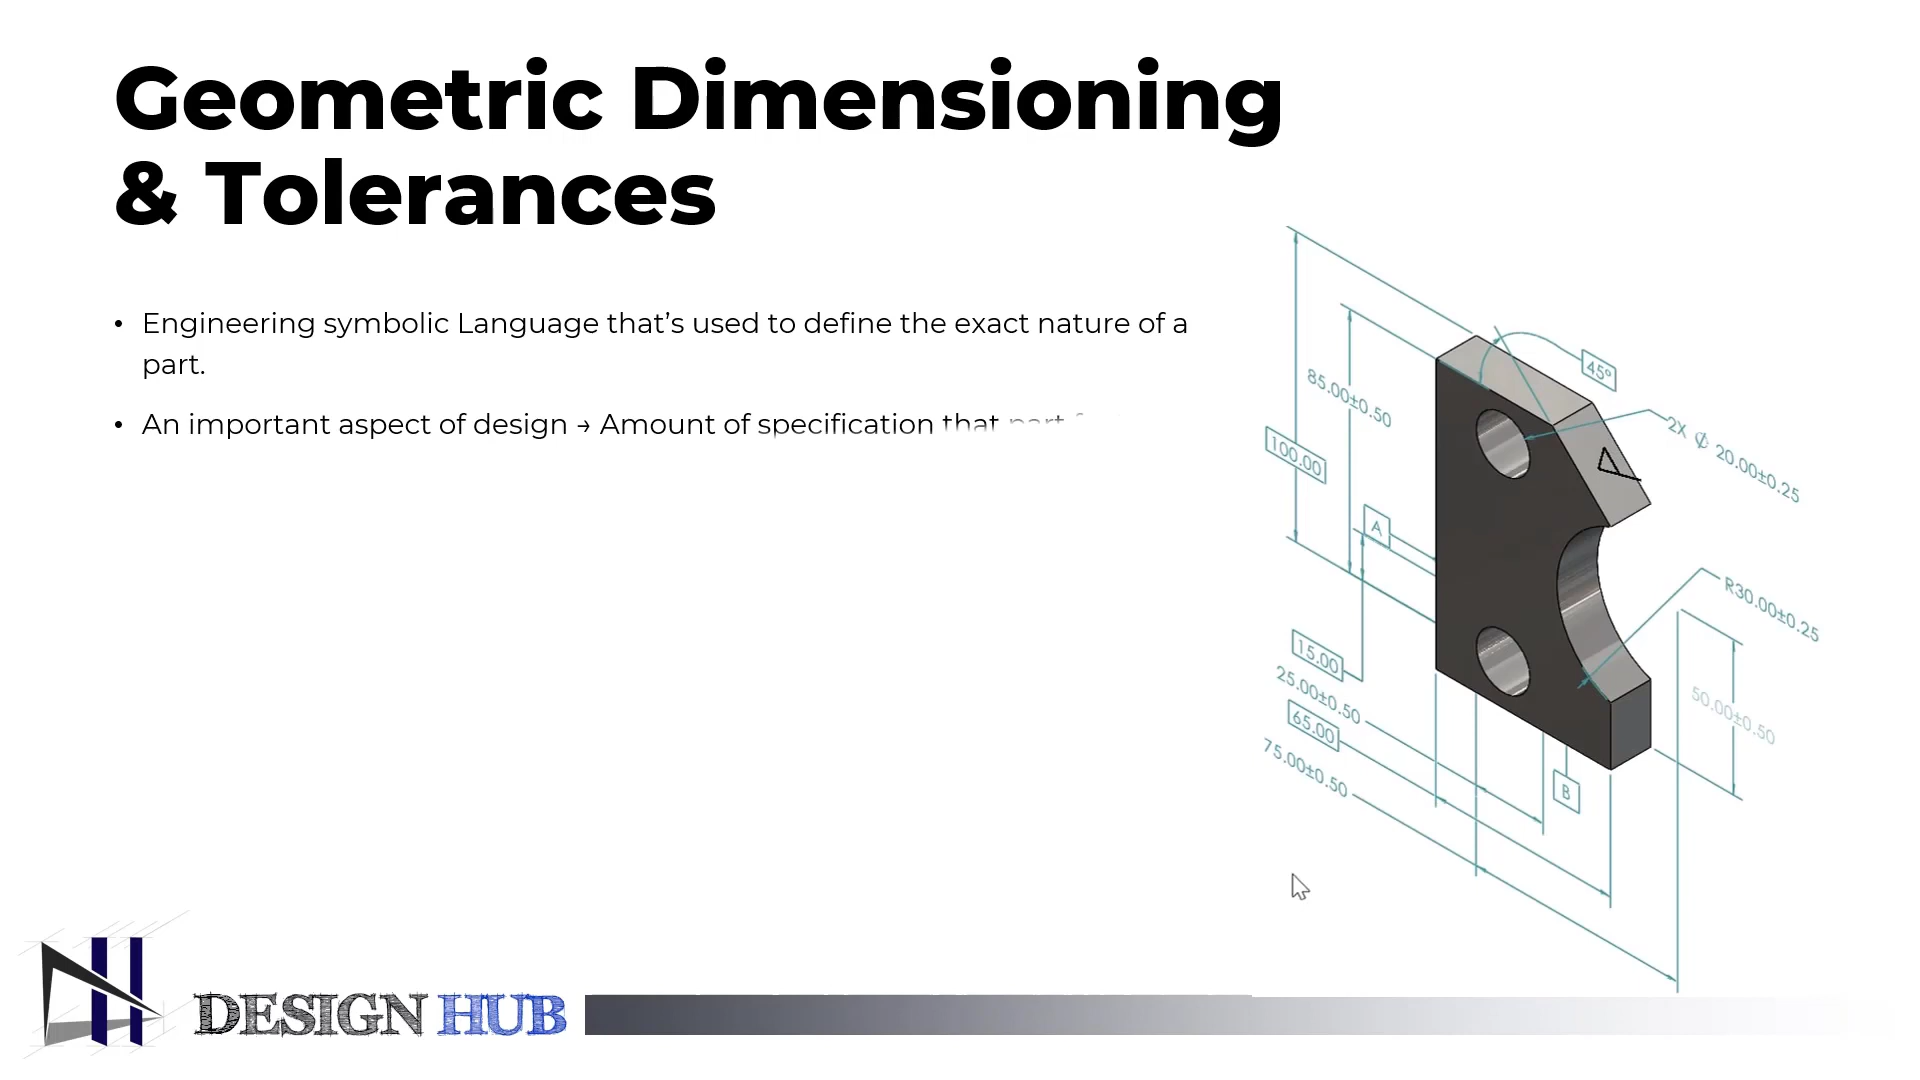 Geometric Dimensioning
& Tolerances
• Engineering symbolic Language that’s used to define the exact nature of a
part.
• An important aspect of design → Amount of specification that
45°
85.00±0.50
2X ⌀ 20.00±0.25
100.00
A
R30.00±0.25
15.00
25.00±0.50
65.00
50.00±0.50
75.00±0.50
B
DESIGN HUB